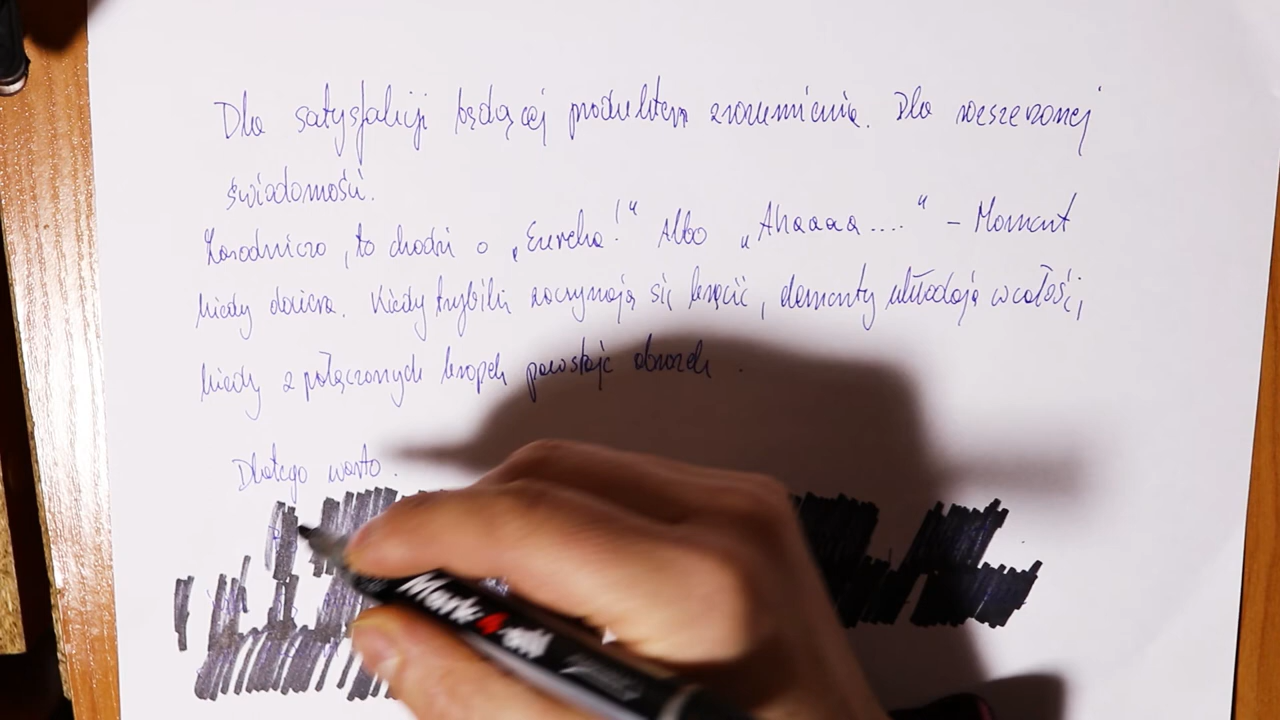 Dla satysfakcji będącej produktem zrozumienia. Dla rozszerzonej
świadomości.
Zasadniczo, to chodzi o „Eureka!” Albo „Ahaaaa....” – Moment
kiedy dociera. Kiedy trybiki zaczynają się kręcić, elementy układają w całość,
kiedy z połączonych kropek powstaje obrazek.
Dlatego warto.